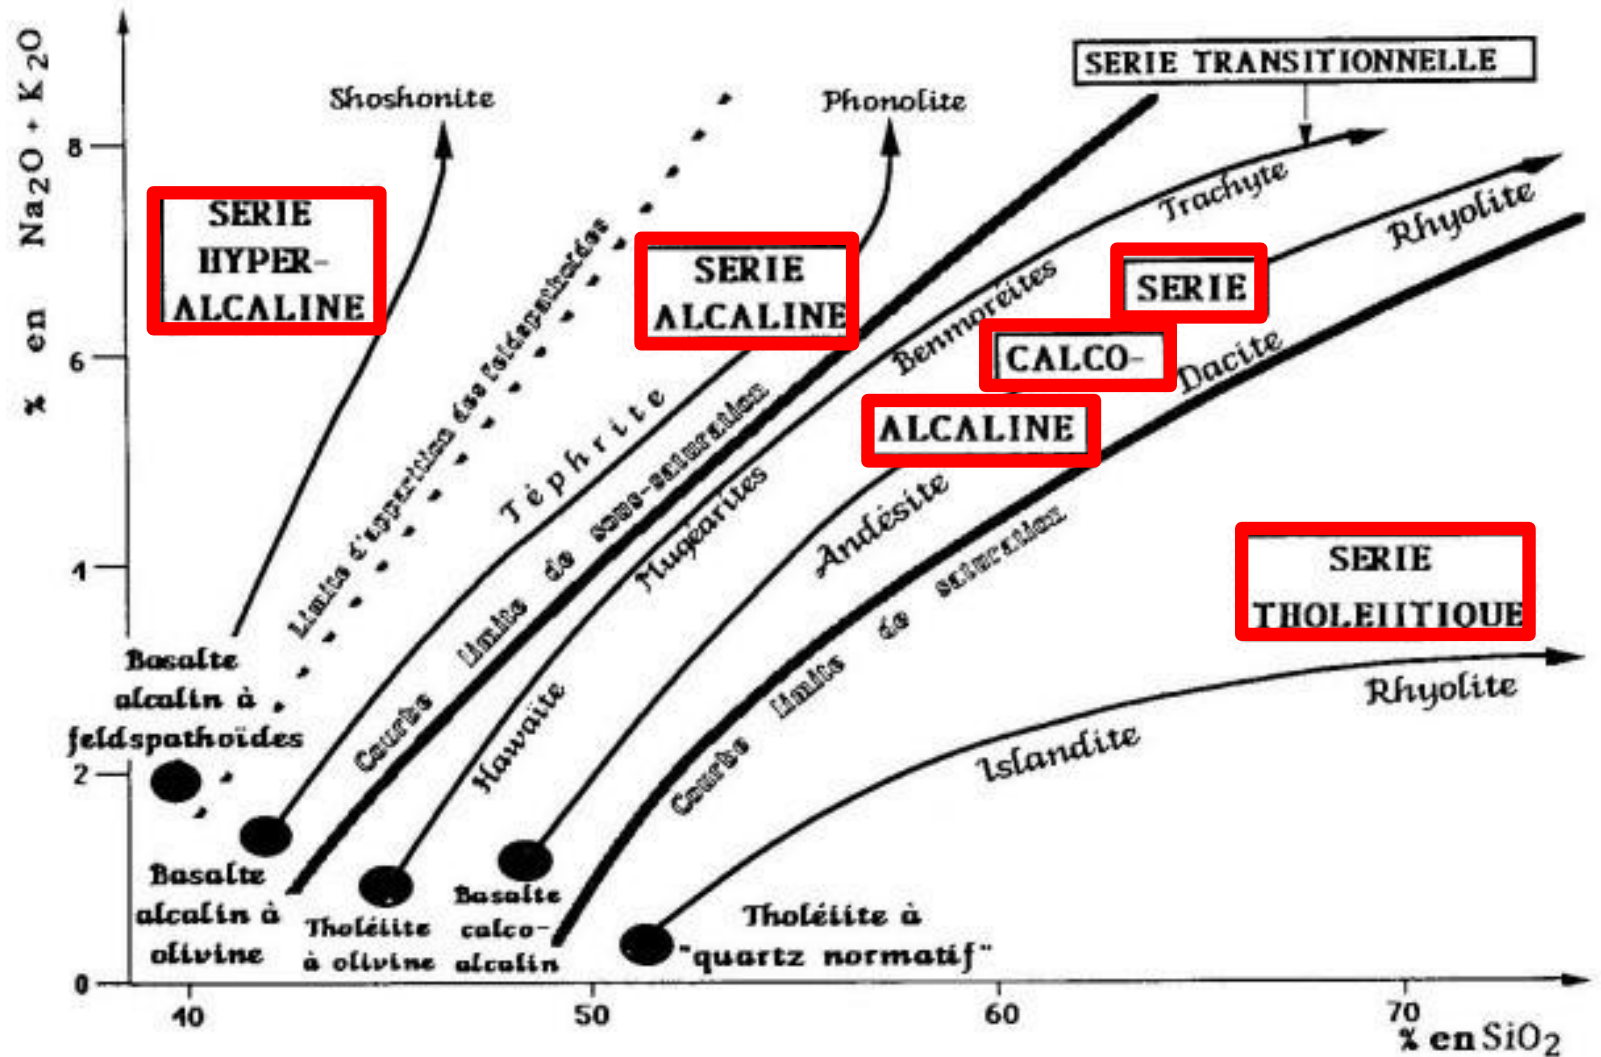 % en Na2O + K2O
SERIE TRANSITIONNELLE
Shoshonite
Phonolite
8
Trachyte
Rhyolite
SERIE
HYPER-
ALCALINE
SERIE
ALCALINE
SERIE
CALCO-
ALCALINE
Limite d'apparition des feldspathoïdes
Benmoréites
Dacite
6
Téphrite
Courbe limite de sous-saturation
Mugéarites
Andésite
SERIE
THOLEIITIQUE
4
Courbe limite de saturation
Basalte
alcalin à
feldspathoïdes
Hawaïte
Rhyolite
Islandite
2
Basalte
alcalin à
olivine
Tholéiite
à olivine
Basalte
calco-
alcalin
Tholéiite à
"quartz normatif"
0
40
50
60
70
% en SiO2